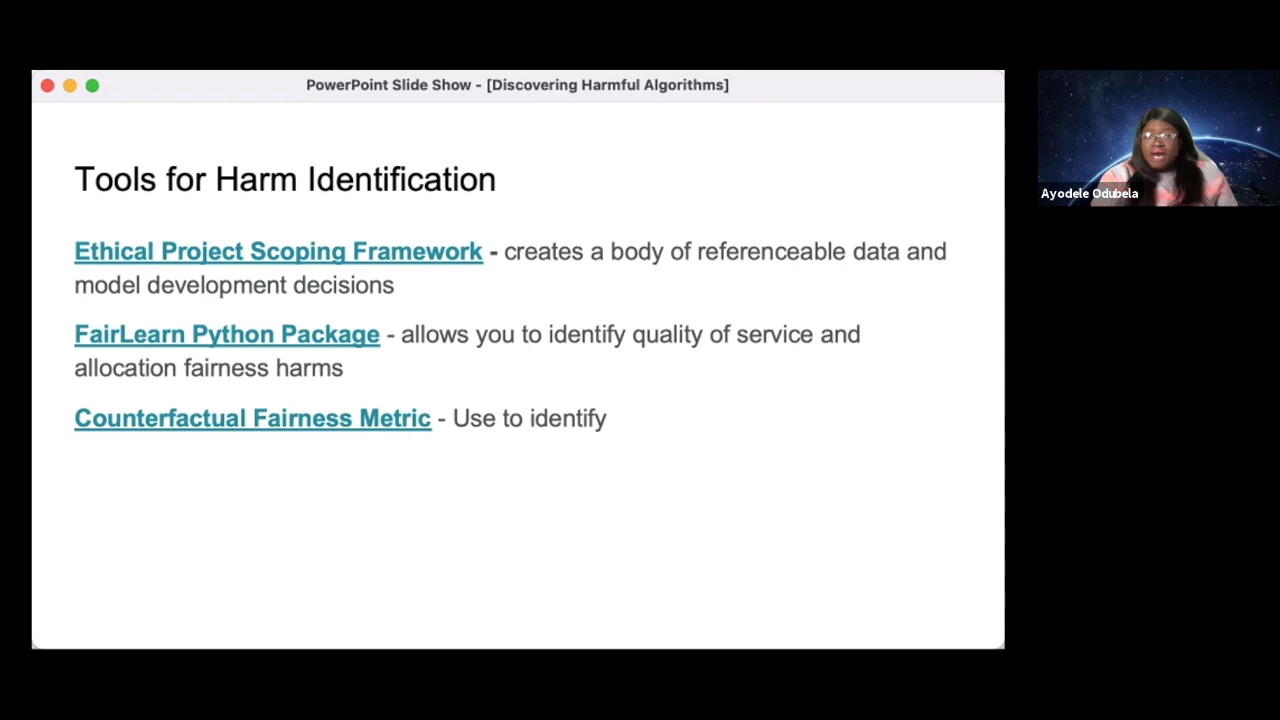 PowerPoint Slide Show - [Discovering Harmful Algorithms]
Tools for Harm Identification
Ethical Project Scoping Framework - creates a body of referenceable data and
model development decisions
FairLearn Python Package - allows you to identify quality of service and
allocation fairness harms
Counterfactual Fairness Metric - Use to identify
Ayodele Odubela